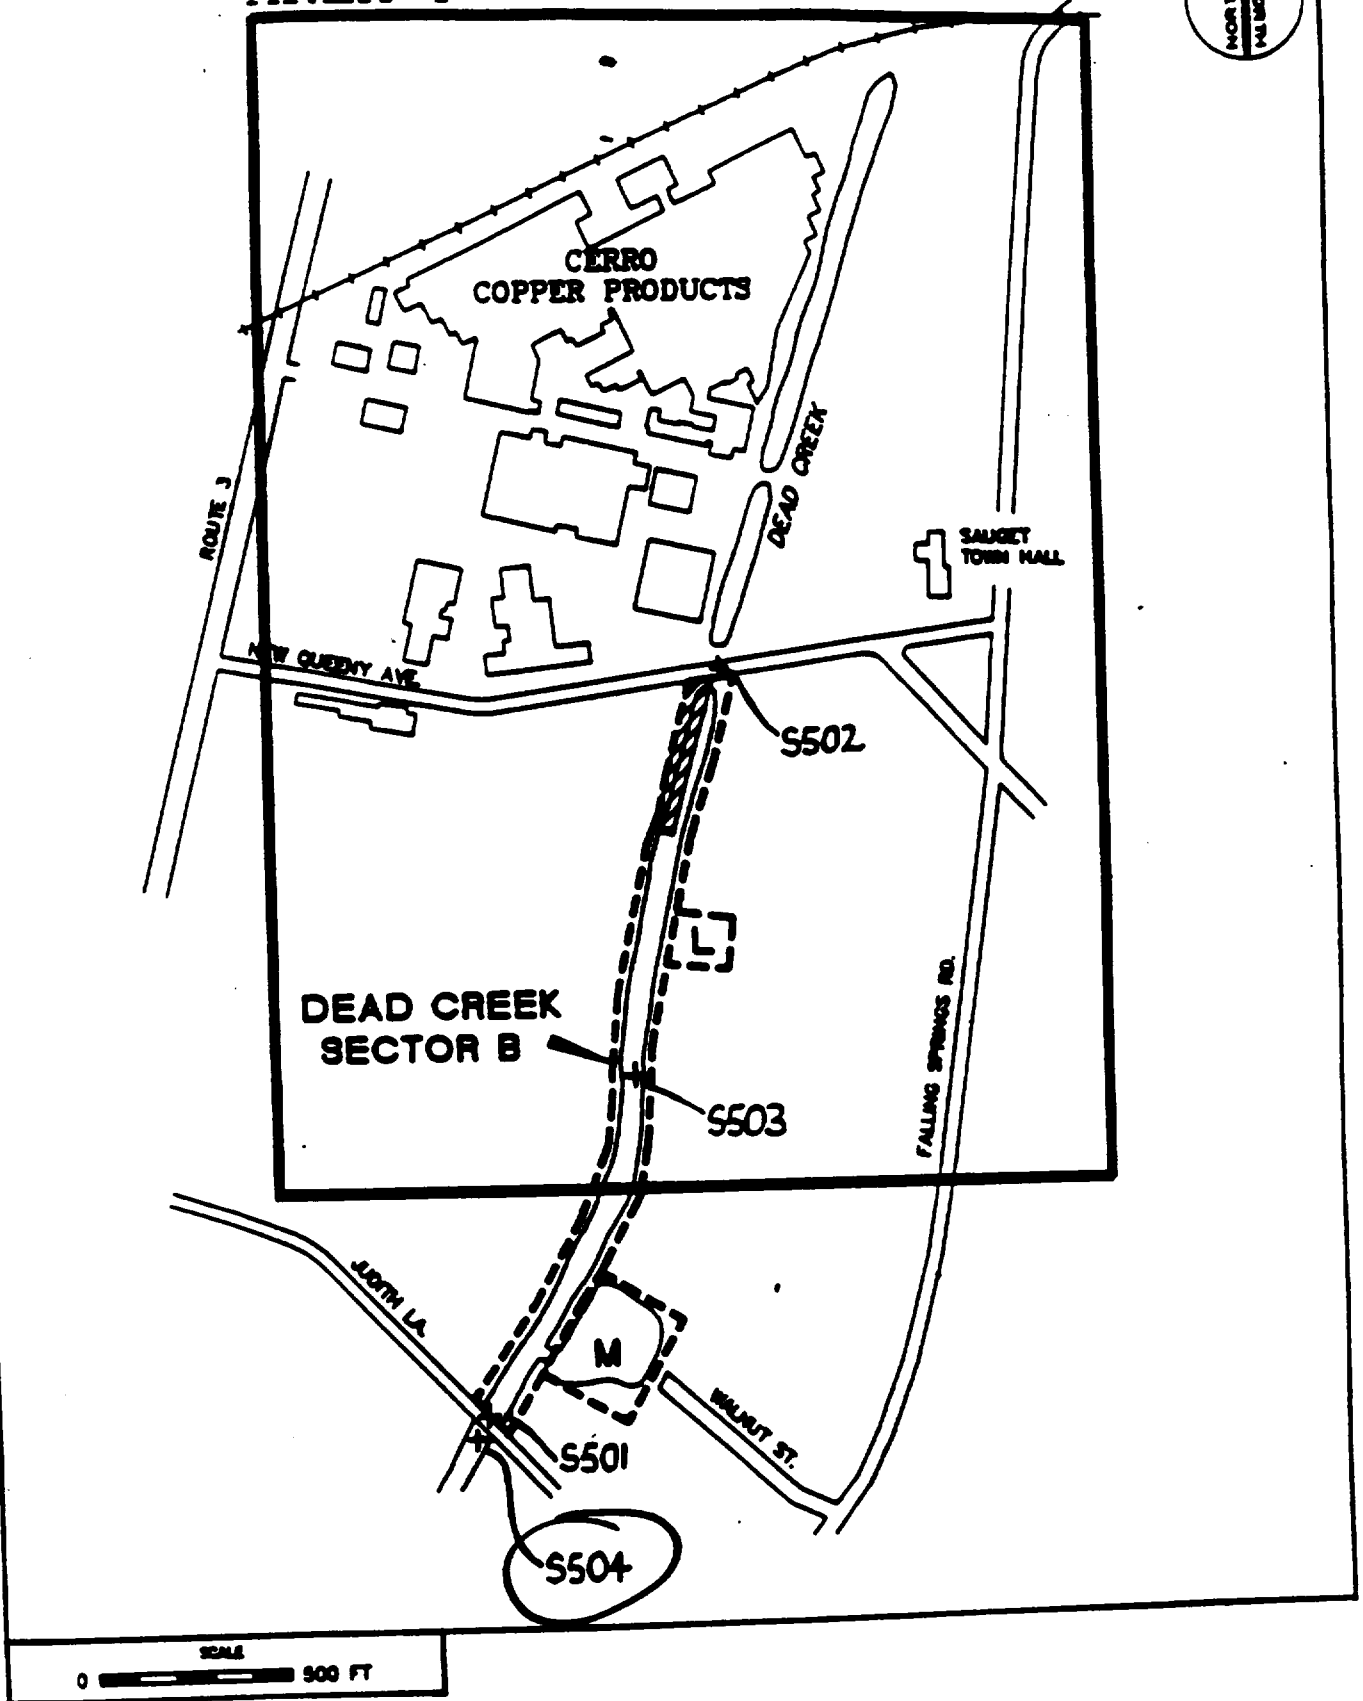 CERRO
COPPER PRODUCTS
DEAD CREEK
ROUTE 3
SAUGET
TOWN HALL
NEW QUEENY AVE.
S502
L
DEAD CREEK
SECTOR B
FALLING SPRINGS RD.
S503
JUDITH LA.
M
WALNUT ST.
S501
S504
SCALE
0 500 FT